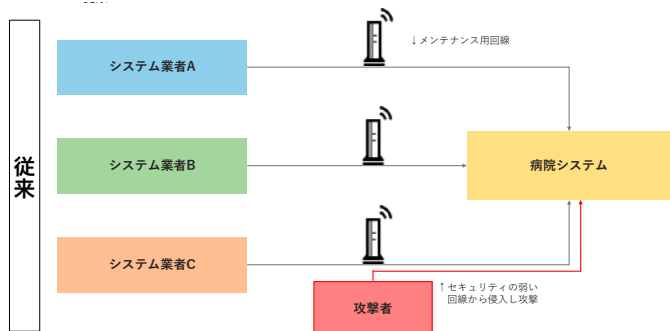 従来
システム業者A
↓メンテナンス用回線
システム業者B
病院システム
システム業者C
攻撃者
↑セキュリティの弱い
回線から侵入し攻撃